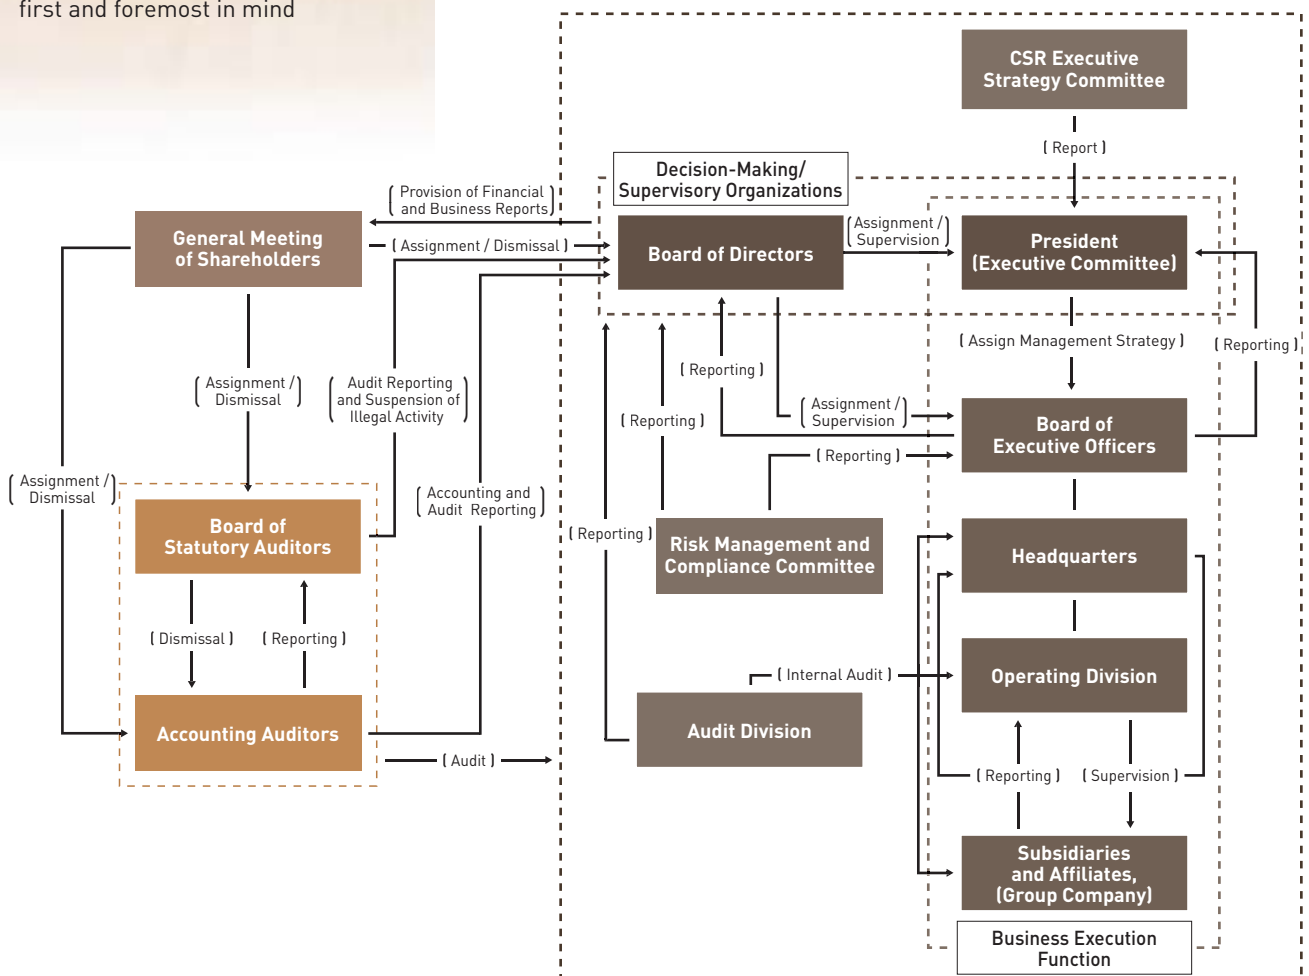 first and foremost in mind
CSR Executive
Strategy Committee
( Report )
Decision-Making/
Supervisory Organizations
Provision of Financial
and Business Reports
General Meeting
of Shareholders
( Assignment / Dismissal )
Board of Directors
Assignment /
Supervision
President
(Executive Committee)
( Assign Management Strategy )
( Reporting )
( Reporting )
Assignment /
Dismissal
Audit Reporting
and Suspension of
Illegal Activity
( Reporting )
Assignment /
Supervision
Board of
Executive Officers
( Reporting )
Assignment /
Dismissal
Accounting and
Audit Reporting
Board of
Statutory Auditors
( Reporting )
Risk Management and
Compliance Committee
Headquarters
( Dismissal )
( Reporting )
( Internal Audit )
Operating Division
Accounting Auditors
Audit Division
( Audit )
( Reporting )
( Supervision )
Subsidiaries
and Affiliates,
(Group Company)
Business Execution
Function